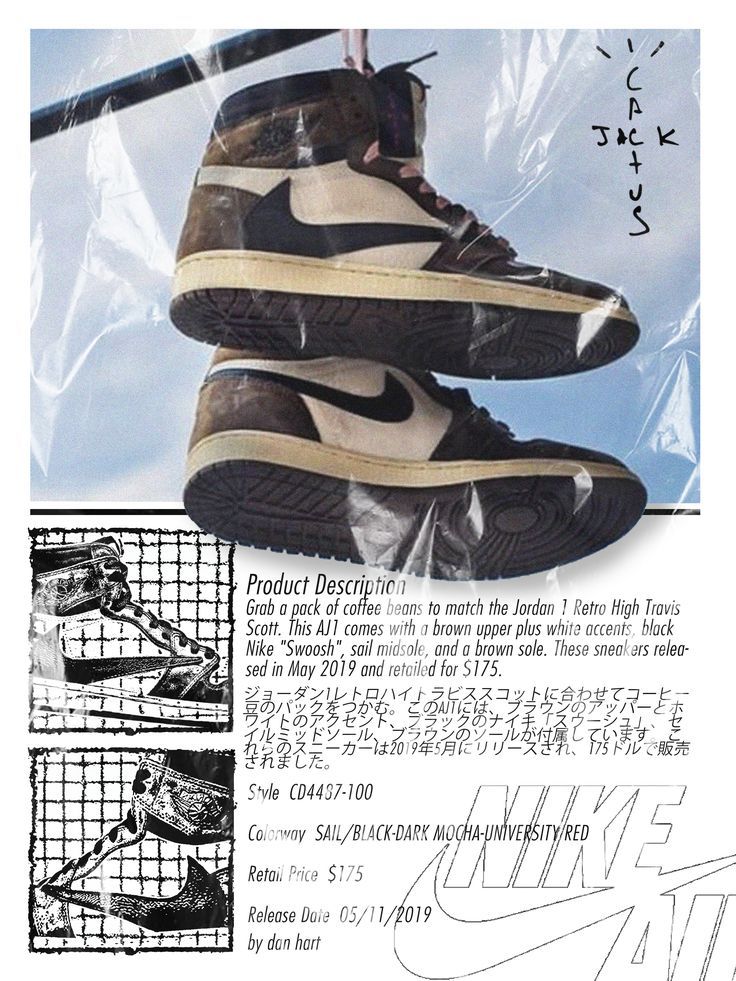 CACTUS
JACK
Product Description
Grab a pack of coffee beans to match the Jordan 1 Retro High Travis
Scott. This AJ1 comes with a brown upper plus white accents, black
Nike "Swoosh", sail midsole, and a brown sole. These sneakers relea-
sed in May 2019 and retailed for $175.
ジョーダン1レトロハイトラビススコットに合わせてコーヒー
豆のパックをつかむ。このAJ1には、ブラウンのアッパーとホ
ワイトのアクセント、ブラックのナイキ「スウーシュ」、セ
イルミッドソール、ブラウンのソールが付属しています。こ
れらのスニーカーは2019年5月にリリースされ、175ドルで販売
されました。
Style CD4487-100
Colorway SAIL/BLACK-DARK MOCHA-UNIVERSITY RED
Retail Price $175
Release Date 05/11/2019
by dan hart
NIKE
AI